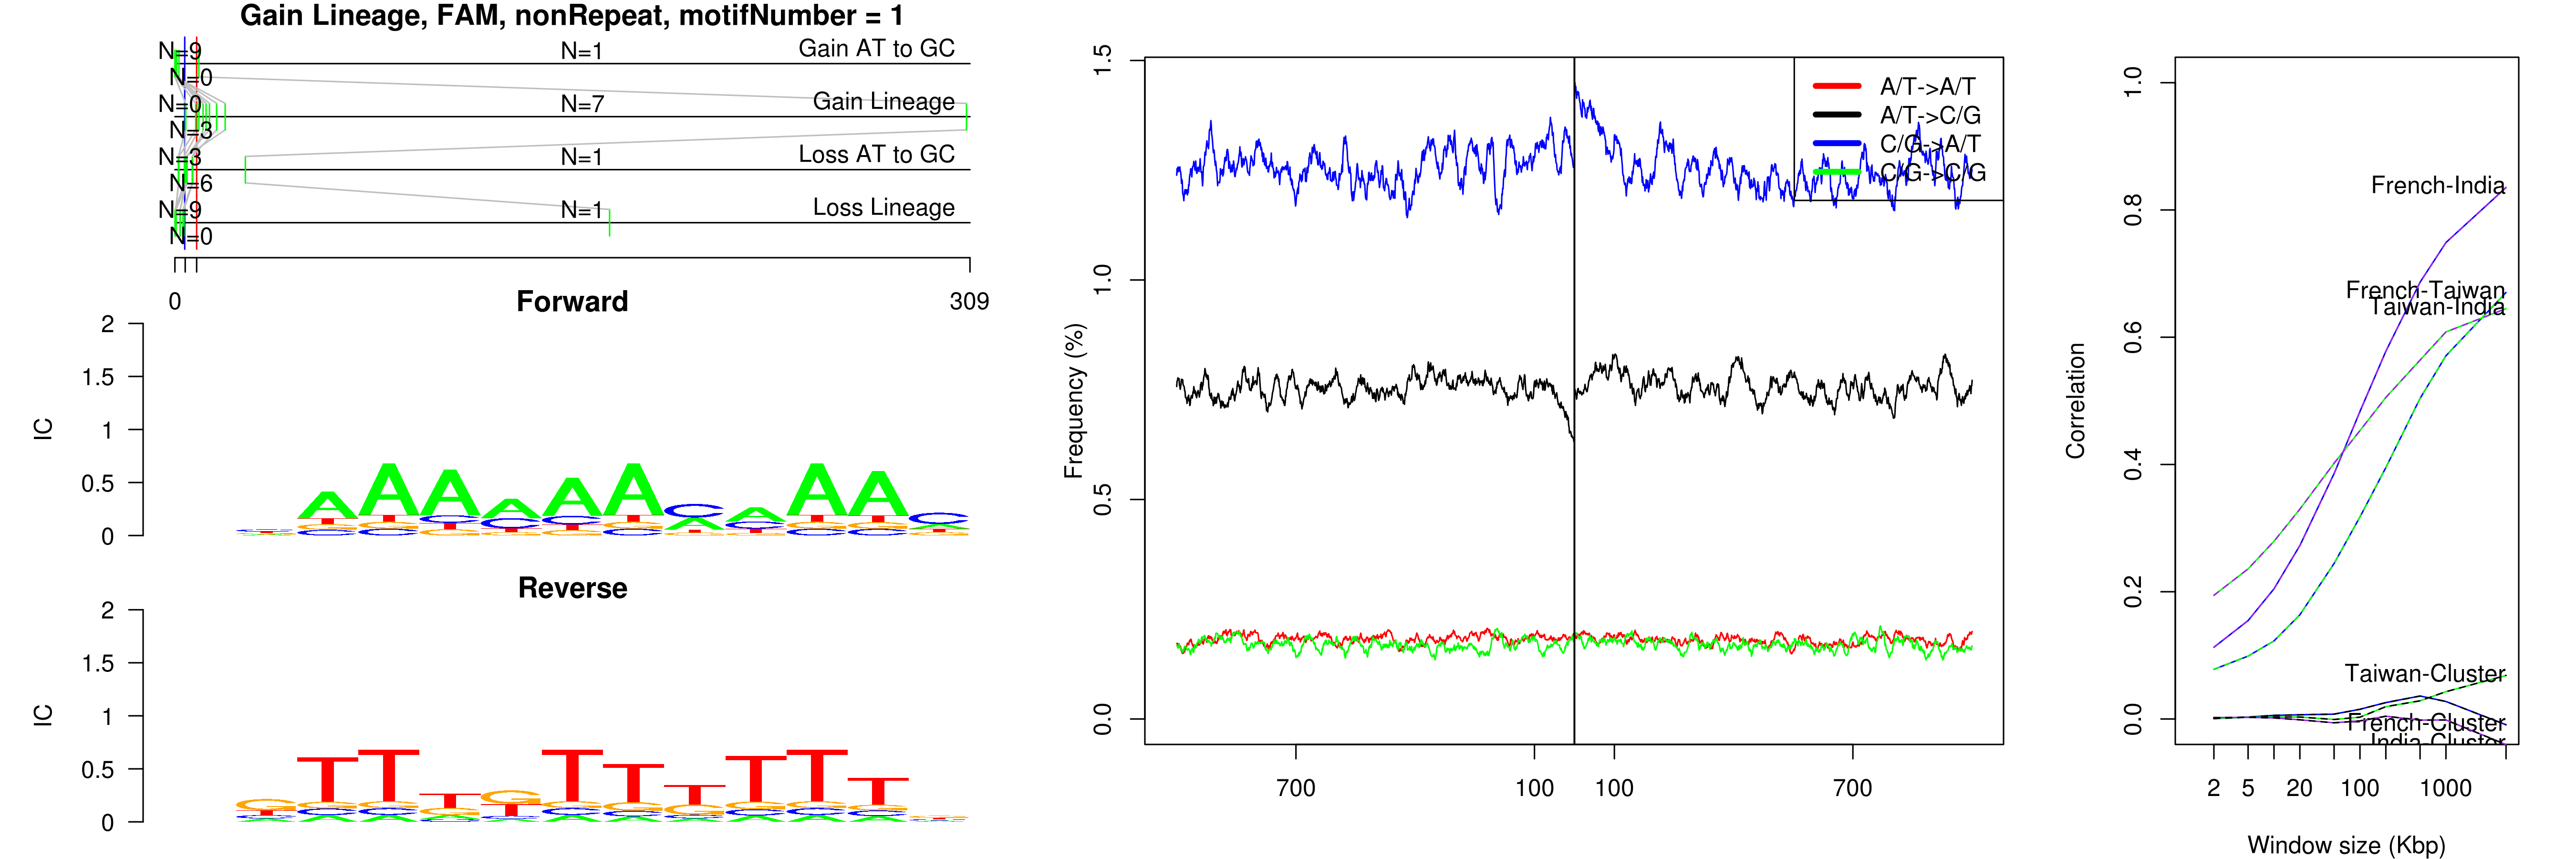 Gain Lineage, FAM, nonRepeat, motifNumber = 1
N=9 N=1 Gain AT to GC
N=0
N=0 N=7 Gain Lineage
N=3
N=3 N=1 Loss AT to GC
N=6
N=9 N=1 Loss Lineage
N=0
0 309
Forward
2
1.5
1
0.5
0
IC
Reverse
2
1.5
1
0.5
0
IC
1.5
1.0
0.5
0.0
Frequency (%)
A/T->A/T
A/T->C/G
C/G->A/T
C/G->C/G
700 100 100 700
1.0
0.8
0.6
0.4
0.2
0.0
Correlation
French-India
French-Taiwan
Taiwan-India
Taiwan-Cluster
French-Cluster
India-Cluster
2 5 20 100 1000
Window size (Kbp)